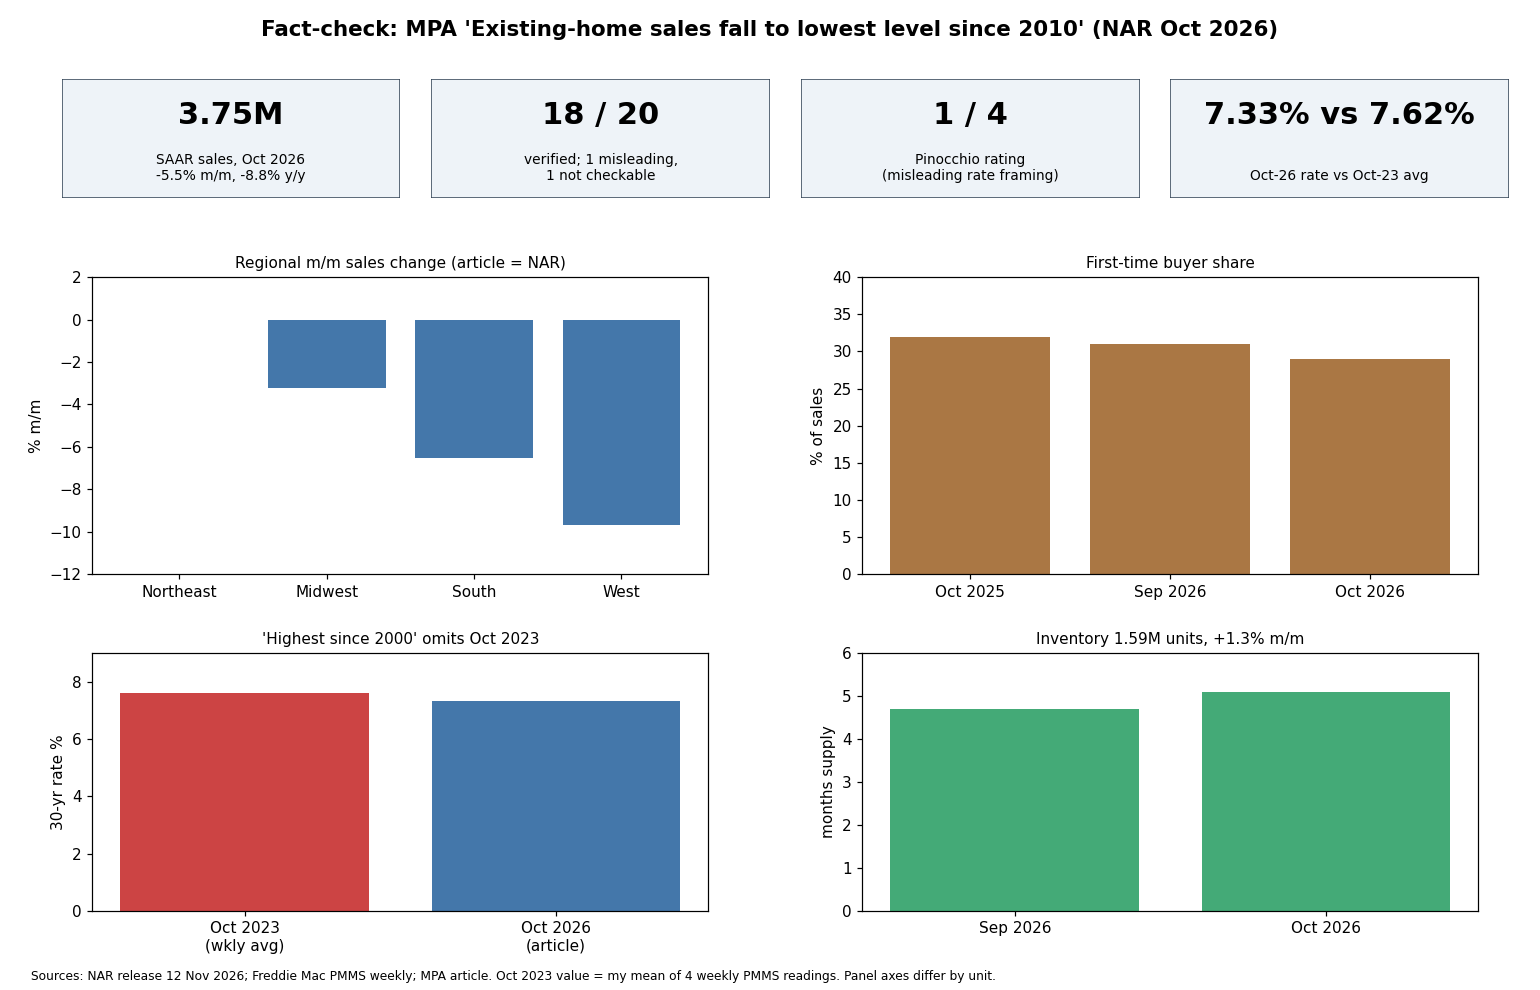 Fact-check: MPA 'Existing-home sales fall to lowest level since 2010' (NAR Oct 2026)
3.75M
SAAR sales, Oct 2026
-5.5% m/m, -8.8% y/y
18 / 20
verified; 1 misleading,
1 not checkable
1 / 4
Pinocchio rating
(misleading rate framing)
7.33% vs 7.62%
Oct-26 rate vs Oct-23 avg
Regional m/m sales change (article = NAR)
% m/m
2
0
−2
−4
−6
−8
−10
−12
Northeast
Midwest
South
West
First-time buyer share
% of sales
40
35
30
25
20
15
10
5
0
Oct 2025
Sep 2026
Oct 2026
'Highest since 2000' omits Oct 2023
30-yr rate %
8
6
4
2
0
Oct 2023
(wkly avg)
Oct 2026
(article)
Inventory 1.59M units, +1.3% m/m
months supply
6
5
4
3
2
1
0
Sep 2026
Oct 2026
Sources: NAR release 12 Nov 2026; Freddie Mac PMMS weekly; MPA article. Oct 2023 value = my mean of 4 weekly PMMS readings. Panel axes differ by unit.